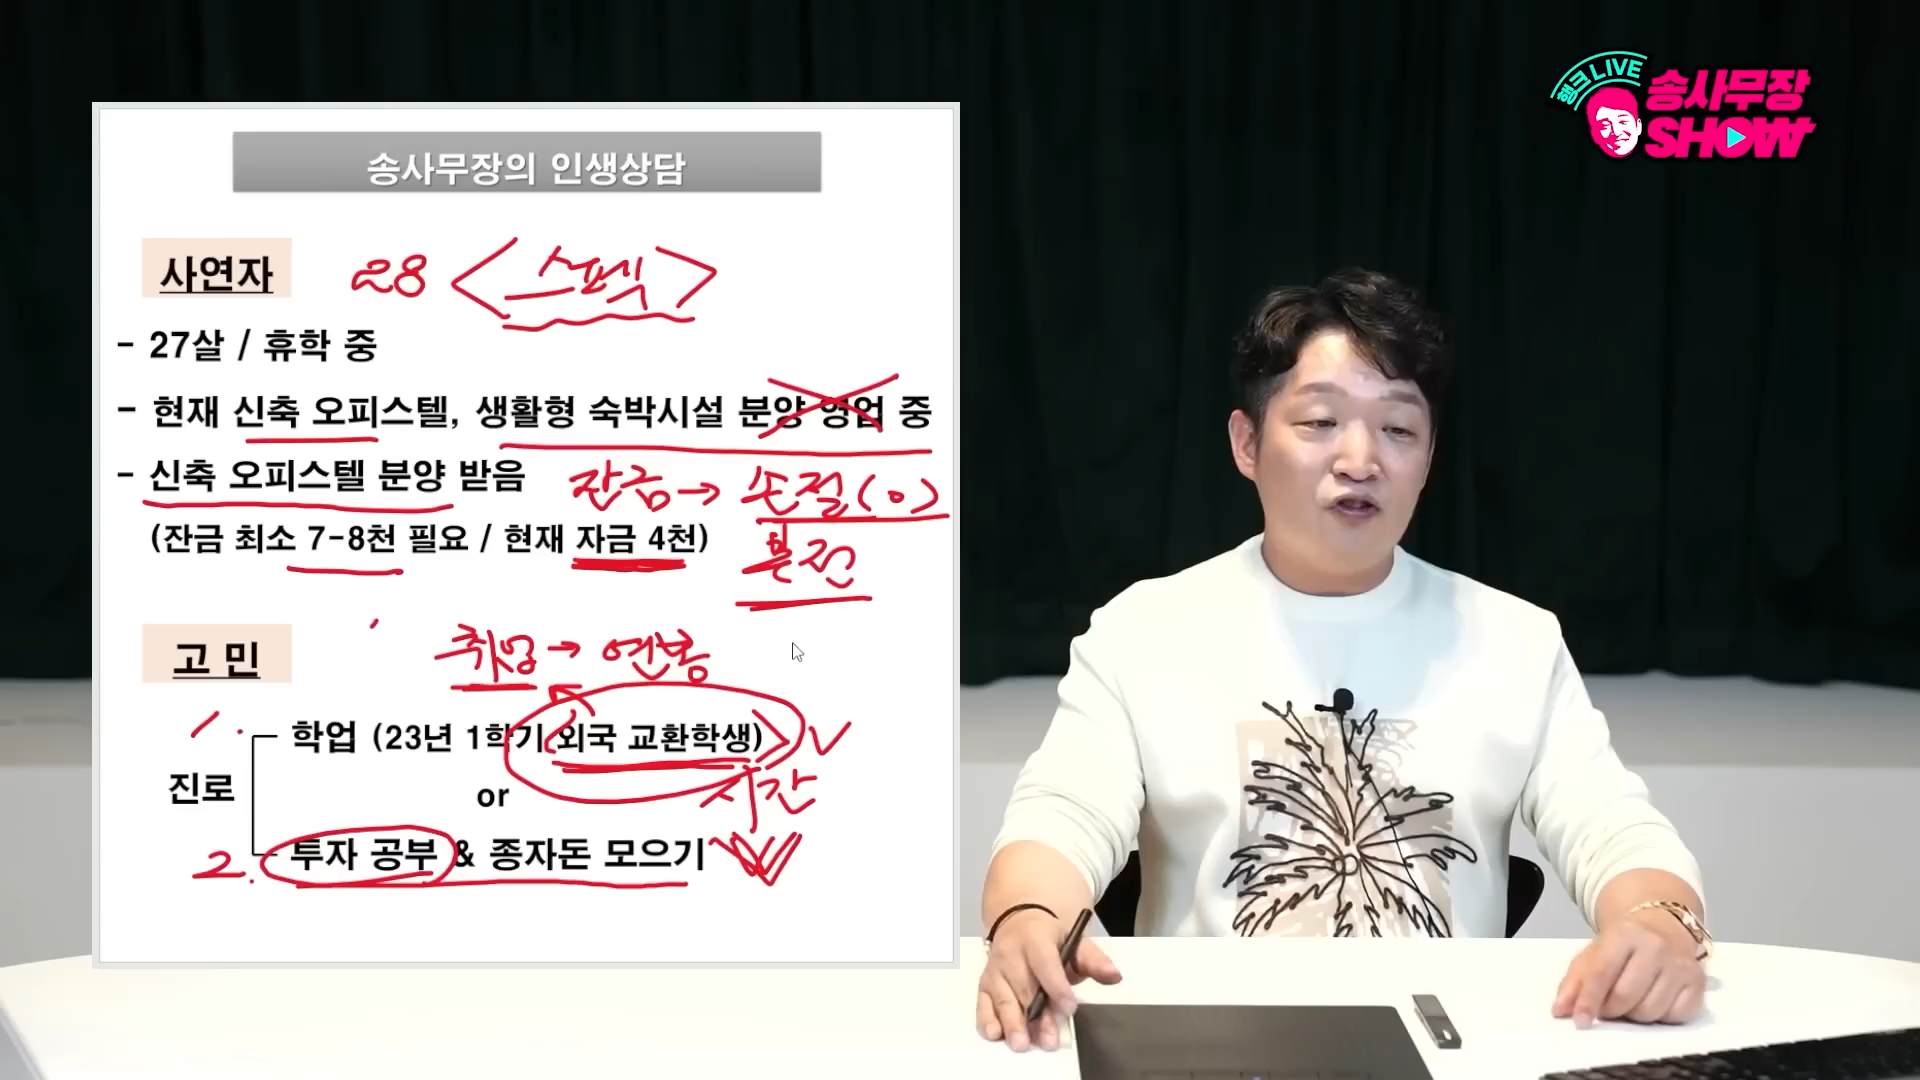 행크LIVE
송사무장
SHOW
송사무장의 인생상담
사연자
28 <스펙>
- 27살 / 휴학 중
- 현재 신축 오피스텔, 생활형 숙박시설 분양 영업 중
- 신축 오피스텔 분양 받음
잔금 → 손절(o)
(잔금 최소 7-8천 필요 / 현재 자금 4천)
본전
고 민
취업 → 연봉
1.
학업 (23년 1학기 외국 교환학생)
시간
진로
or
2.
투자 공부 & 종자돈 모으기